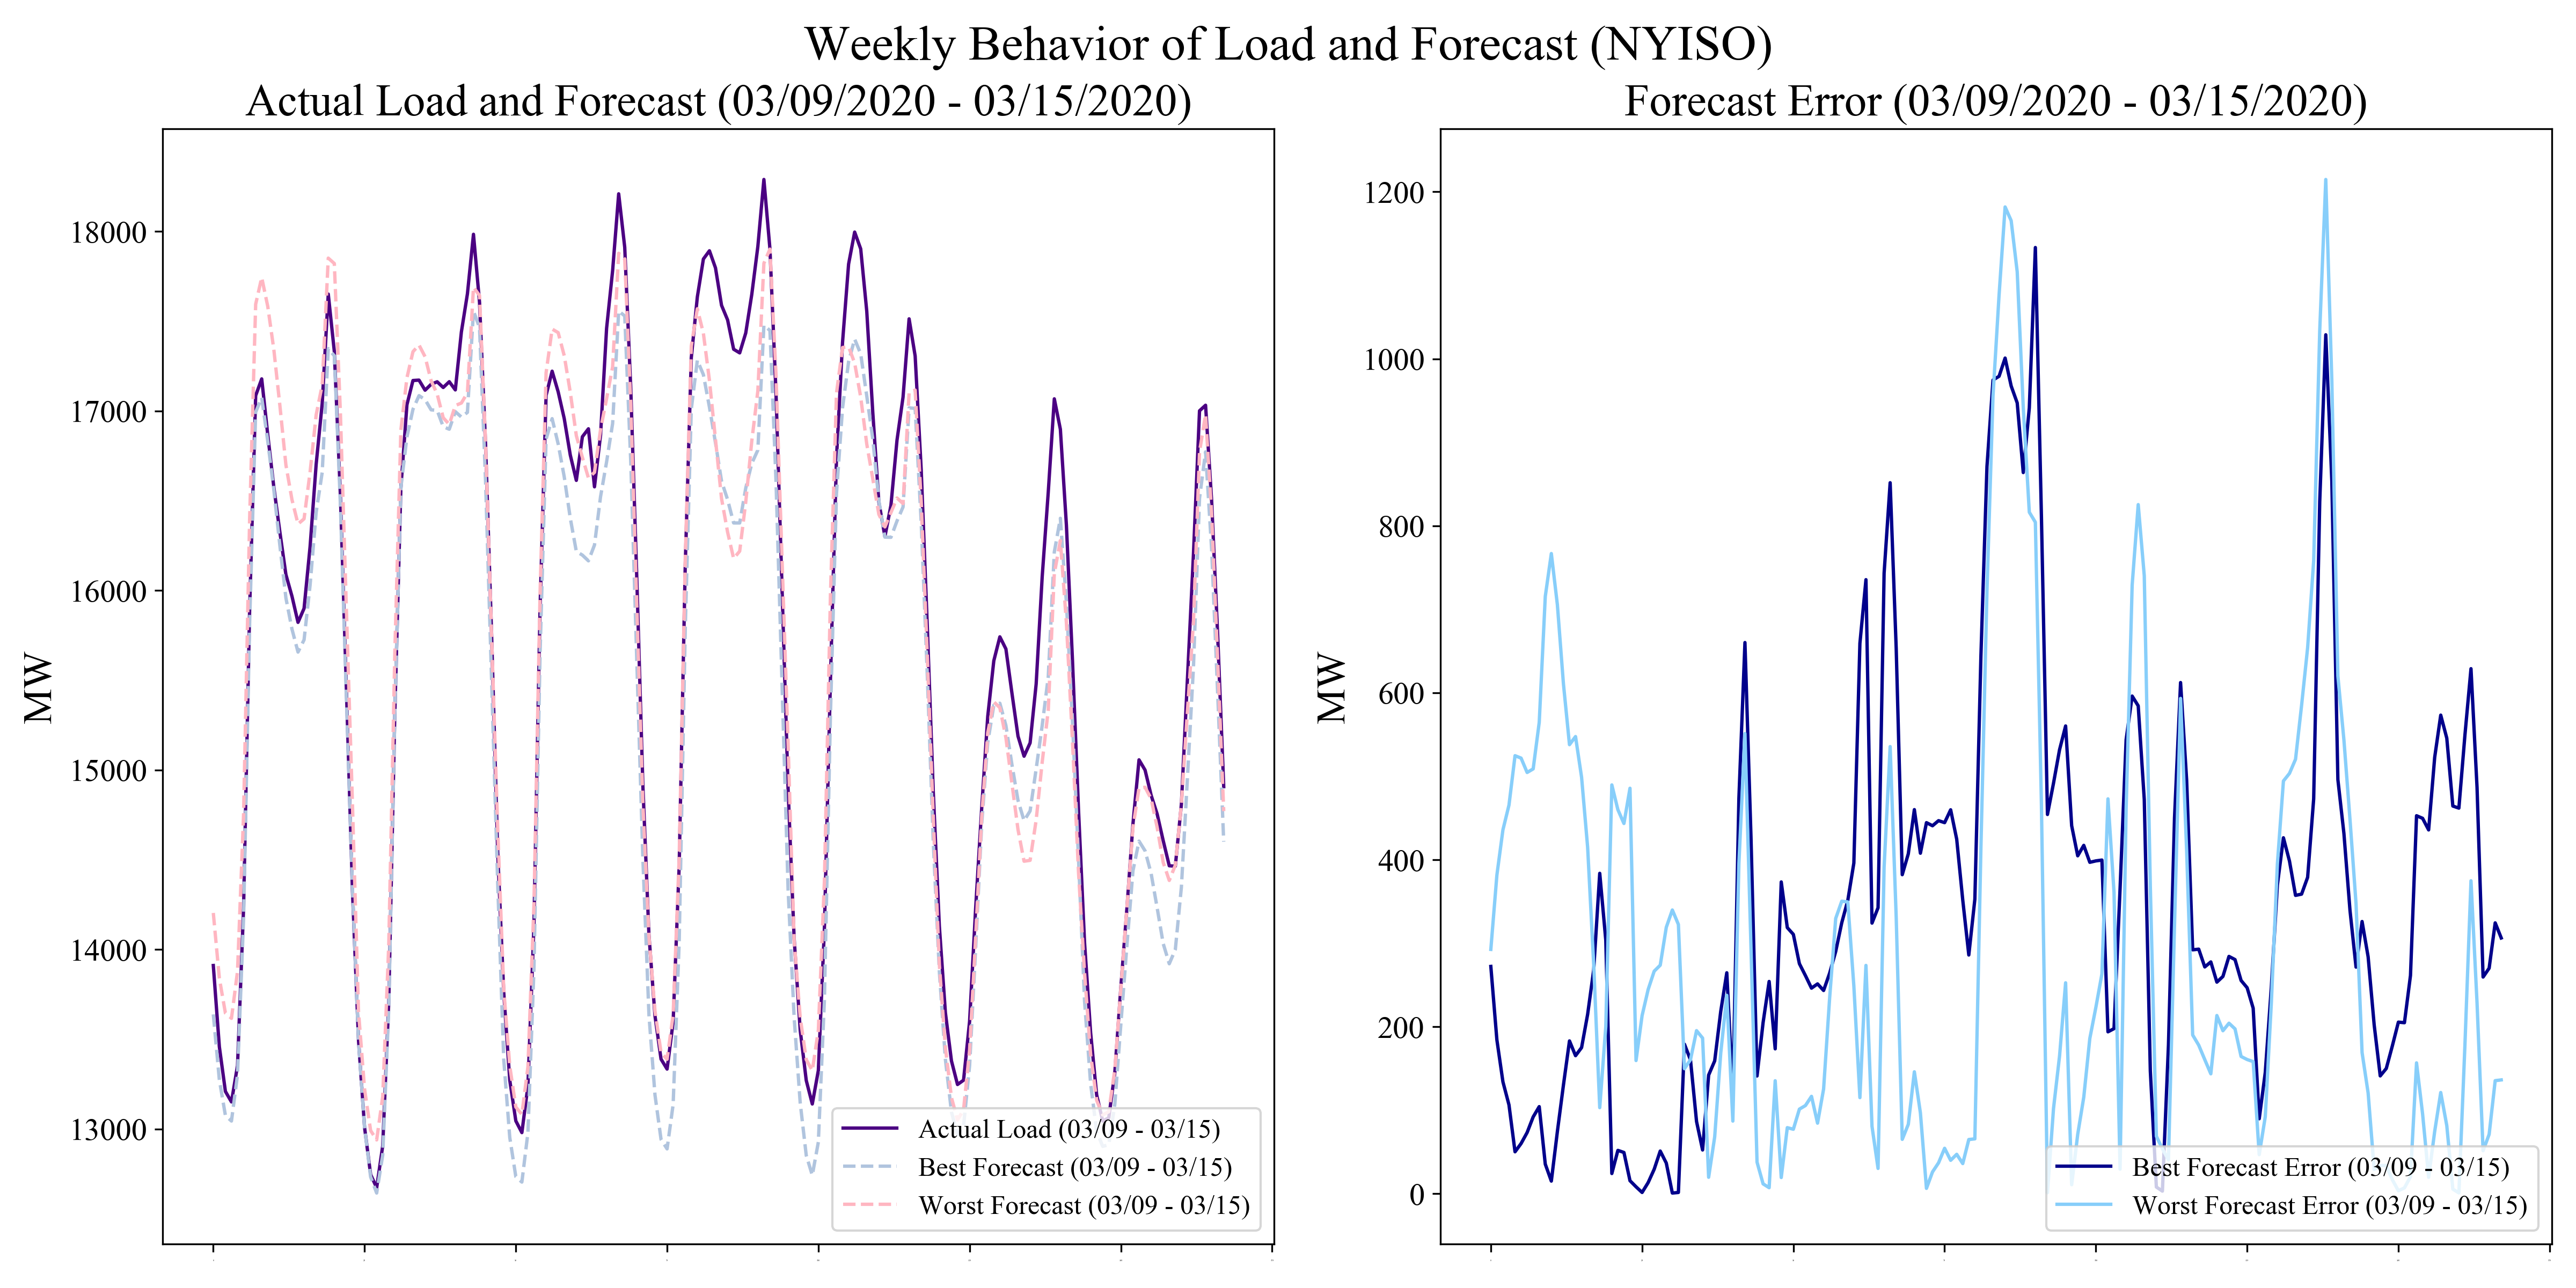 Weekly Behavior of Load and Forecast (NYISO)
Actual Load and Forecast (03/09/2020 - 03/15/2020)
MW
18000
17000
16000
15000
14000
13000
Actual Load (03/09 - 03/15)
Best Forecast (03/09 - 03/15)
Worst Forecast (03/09 - 03/15)
Forecast Error (03/09/2020 - 03/15/2020)
MW
1200
1000
800
600
400
200
0
Best Forecast Error (03/09 - 03/15)
Worst Forecast Error (03/09 - 03/15)